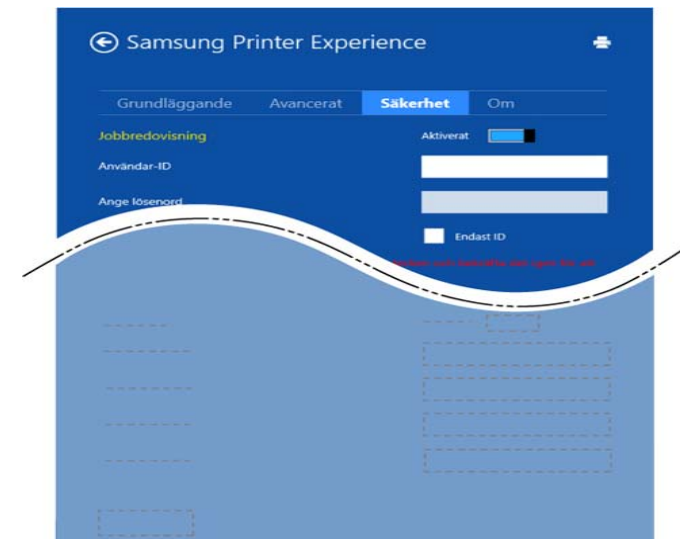 Samsung Printer Experience
Grundläggande Avancerat Säkerhet Om
Jobbredovisning Aktiverat
Användar-ID
Ange lösenord
Endast ID